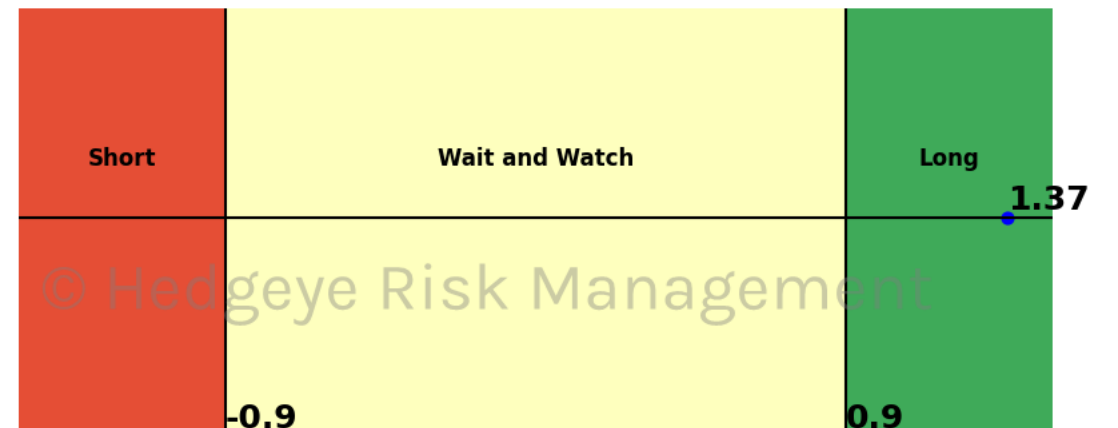 Short
Wait and Watch
Long
1.37
© Hedgeye Risk Management
-0.9
0.9